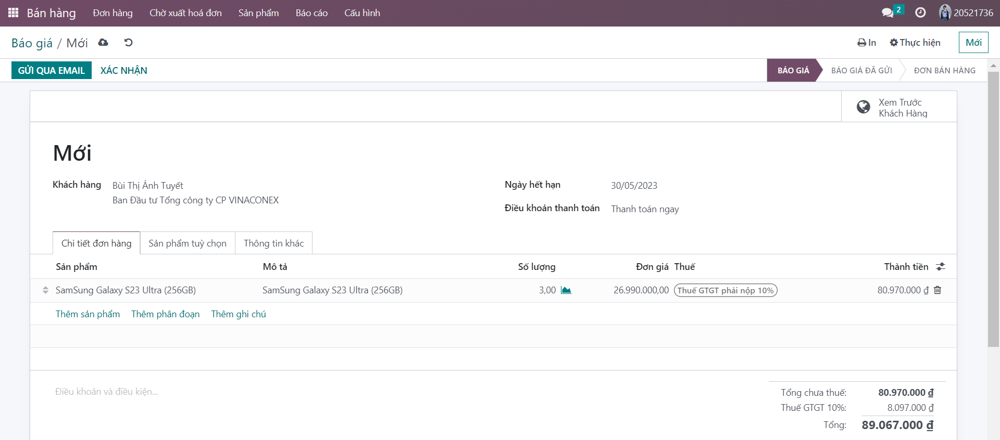 Bán hàng Đơn hàng Chờ xuất hoá đơn Sản phẩm Báo cáo Cấu hình 2 20521736
Báo giá / Mới In Thực hiện Mới
GỬI QUA EMAIL XÁC NHẬN BÁO GIÁ BÁO GIÁ ĐÃ GỬI ĐƠN BÁN HÀNG
Xem Trước
Khách Hàng
Mới
Khách hàng Bùi Thị Ánh Tuyết Ngày hết hạn 30/05/2023
Ban Đầu tư Tổng công ty CP VINACONEX
Điều khoản thanh toán Thanh toán ngay
Chi tiết đơn hàng Sản phẩm tuỳ chọn Thông tin khác
Sản phẩm Mô tả Số lượng Đơn giá Thuế Thành tiền
SamSung Galaxy S23 Ultra (256GB) SamSung Galaxy S23 Ultra (256GB) 3,00 26.990.000,00 Thuế GTGT phải nộp 10% 80.970.000 ₫
Thêm sản phẩm Thêm phân đoạn Thêm ghi chú
Điều khoản và điều kiện...
Tổng chưa thuế: 80.970.000 ₫
Thuế GTGT 10%: 8.097.000 ₫
Tổng: 89.067.000 ₫